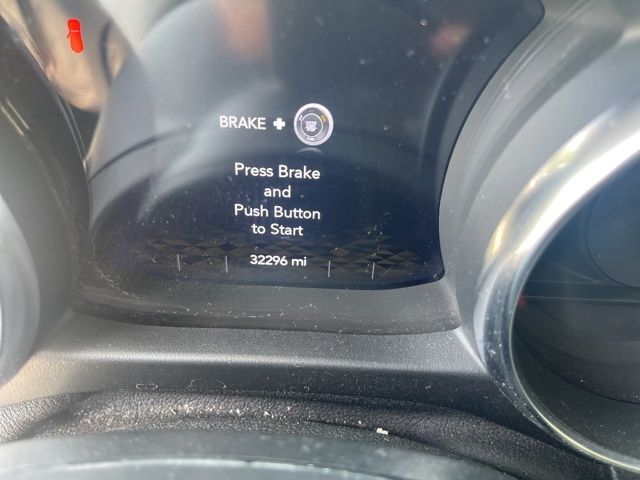 BRAKE +
Press Brake
and
Push Button
to Start
32296 mi